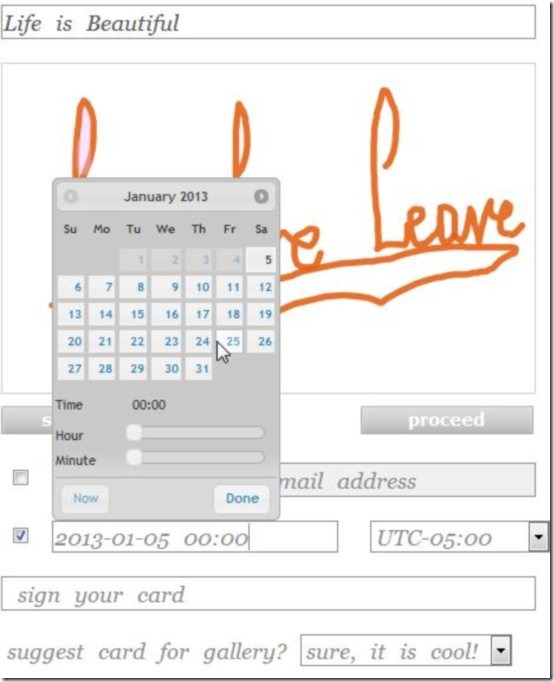 Life is Beautiful
Leave
January 2013
Su Mo Tu We Th Fr Sa
1 2 3 4 5
6 7 8 9 10 11 12
13 14 15 16 17 18 19
20 21 22 23 24 25 26
27 28 29 30 31
Time 00:00
Hour
Minute
Now Done
proceed
mail address
2013-01-05 00:00 UTC-05:00
sign your card
suggest card for gallery? sure, it is cool!